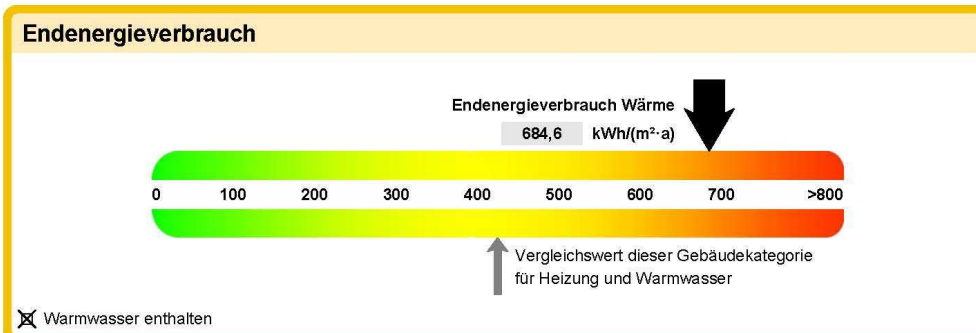 Endenergieverbrauch
Endenergieverbrauch Wärme
684,6 kWh/(m²·a)
0 100 200 300 400 500 600 700 >800
Vergleichswert dieser Gebäudekategorie
für Heizung und Warmwasser
Warmwasser enthalten